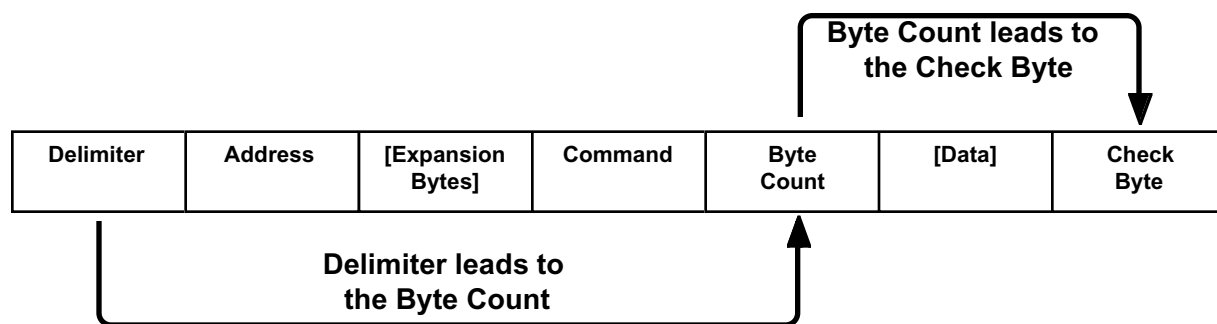 Byte Count leads to
the Check Byte
Delimiter
Address
[Expansion
Bytes]
Command
Byte
Count
[Data]
Check
Byte
Delimiter leads to
the Byte Count